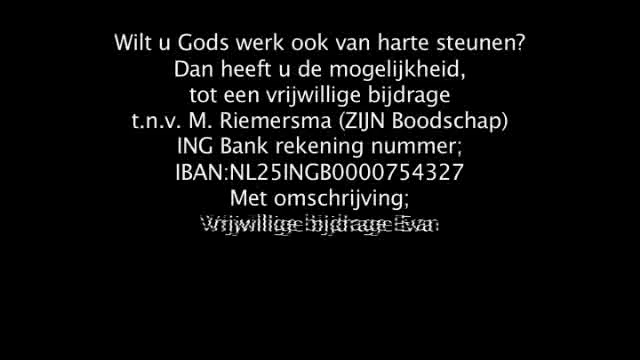 Wilt u Gods werk ook van harte steunen?
Dan heeft u de mogelijkheid,
tot een vrijwillige bijdrage
t.n.v. M. Riemersma (ZIJN Boodschap)
ING Bank rekening nummer;
IBAN:NL25INGB0000754327
Met omschrijving;
Vrijwillige bijdrage